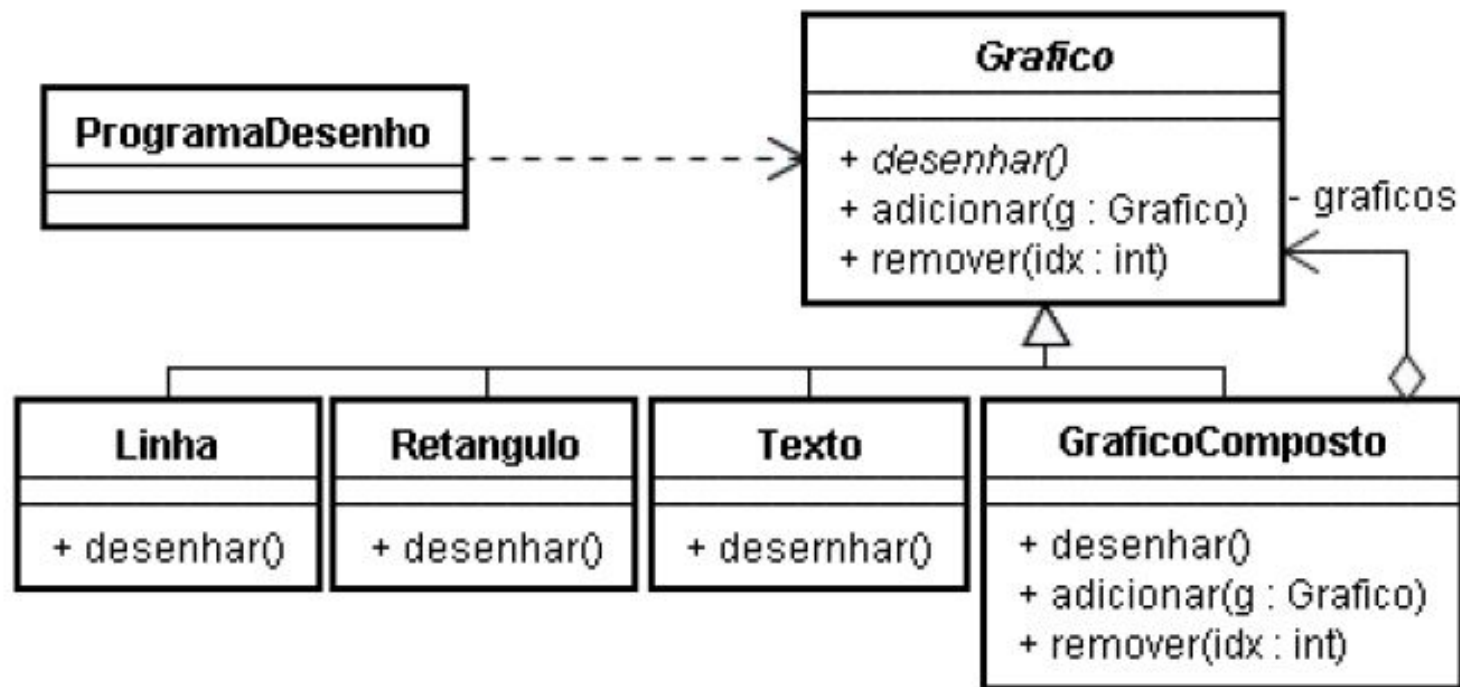 Grafico
+ desenhar()
+ adicionar(g : Grafico)
+ remover(idx : int)
ProgramaDesenho
- graficos
Linha
+ desenhar()
Retangulo
+ desenhar()
Texto
+ desernhar()
GraficoComposto
+ desenhar()
+ adicionar(g : Grafico)
+ remover(idx : int)